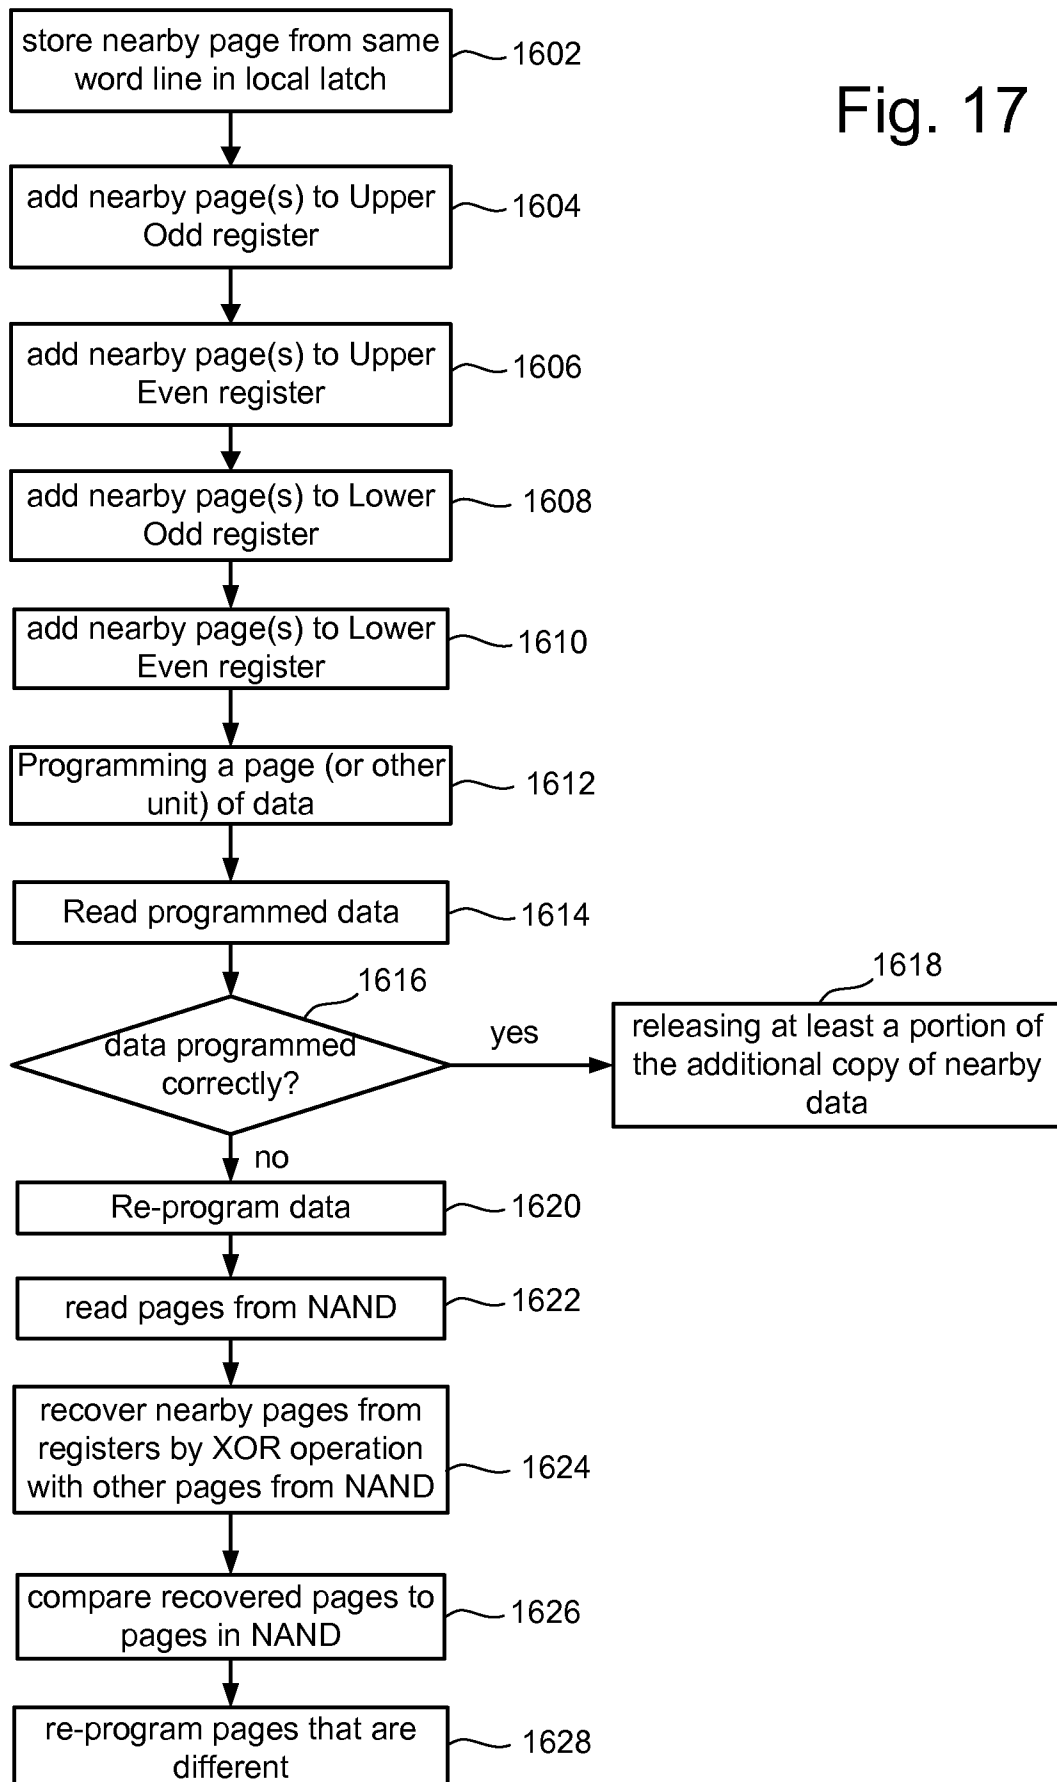 store nearby page from same
word line in local latch
1602
Fig. 17
add nearby page(s) to Upper
Odd register
1604
add nearby page(s) to Upper
Even register
1606
add nearby page(s) to Lower
Odd register
1608
add nearby page(s) to Lower
Even register
1610
Programming a page (or other
unit) of data
1612
Read programmed data
1614
1616
data programmed
correctly?
yes
1618
releasing at least a portion of
the additional copy of nearby
data
no
Re-program data
1620
read pages from NAND
1622
recover nearby pages from
registers by XOR operation
with other pages from NAND
1624
compare recovered pages to
pages in NAND
1626
re-program pages that are
different
1628